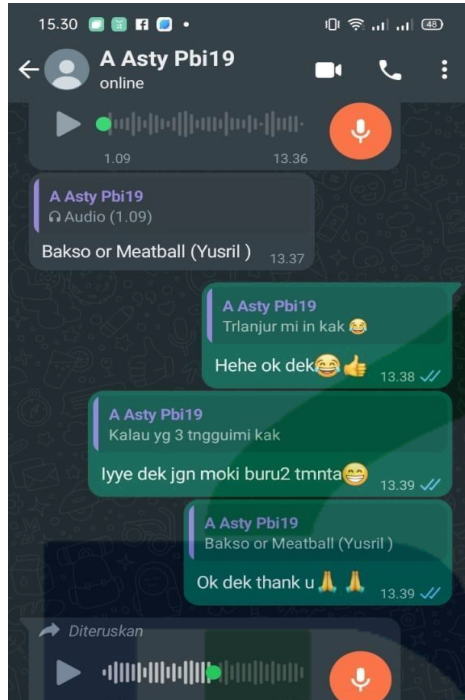 15.30
48
A Asty Pbi19
online
1.09 13.36
A Asty Pbi19
Audio (1.09)
Bakso or Meatball (Yusril )
13.37
A Asty Pbi19
Trlanjur mi in kak 😂
Hehe ok dek😂👍
13.38
A Asty Pbi19
Kalau yg 3 tngguimi kak
Iyye dek jgn moki buru2 tmnta😁
13.39
A Asty Pbi19
Bakso or Meatball (Yusril )
Ok dek thank u🙏 🙏
13.39
Diteruskan